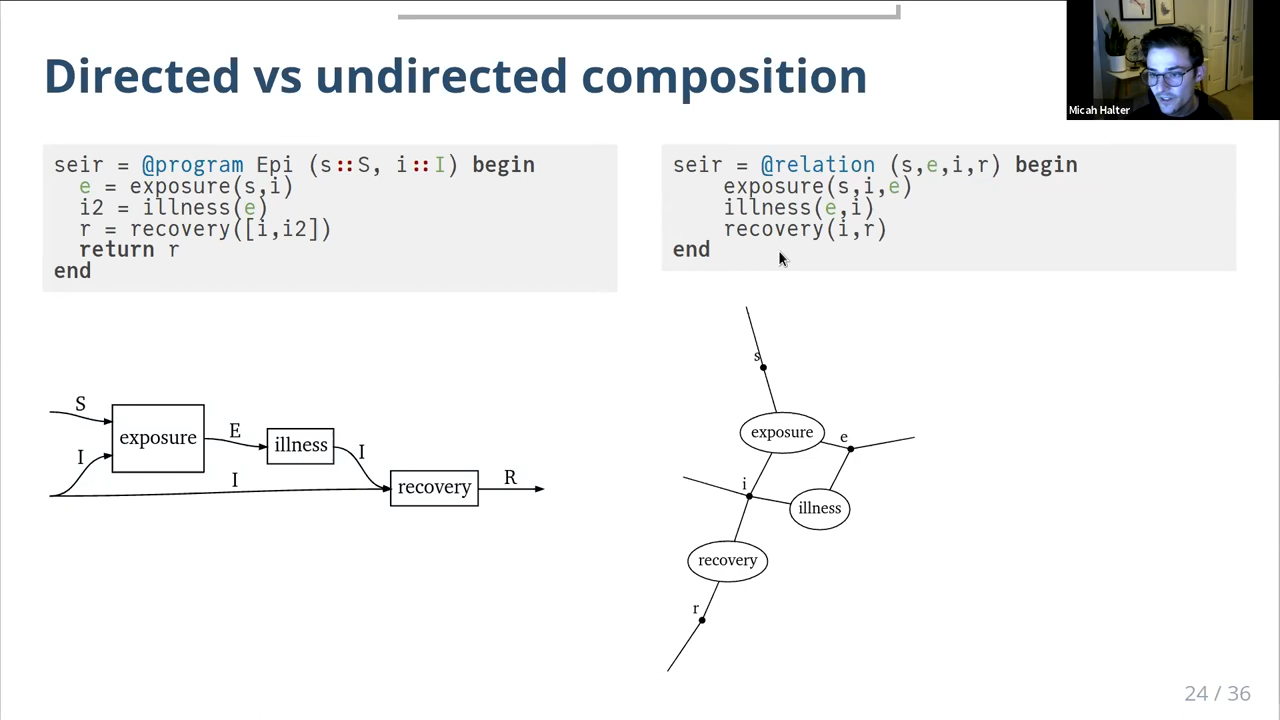 Directed vs undirected composition
Micah Halter
seir = @program Epi (s::S, i::I) begin
e = exposure(s,i)
i2 = illness(e)
r = recovery([i,i2])
return r
end
seir = @relation (s,e,i,r) begin
exposure(s,i,e)
illness(e,i)
recovery(i,r)
end
S
I
exposure
E
illness
I
I
recovery
R
s
exposure
e
i
illness
recovery
r
24 / 36